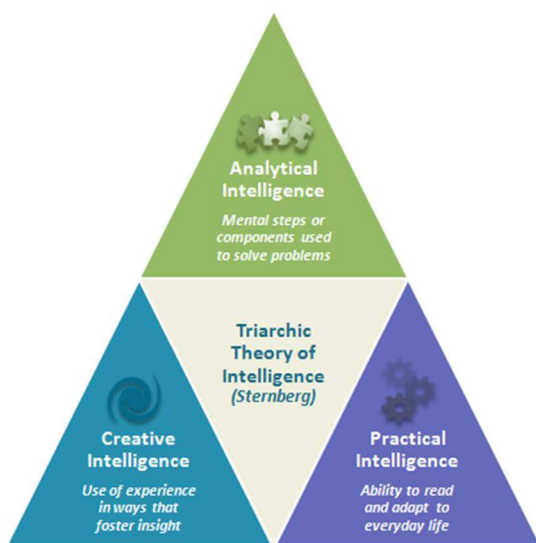 Analytical
Intelligence
Mental steps or
components used
to solve problems
Triarchic
Theory of
Intelligence
(Sternberg)
Creative
Intelligence
Use of experience
in ways that
foster insight
Practical
Intelligence
Ability to read
and adapt to
everyday life